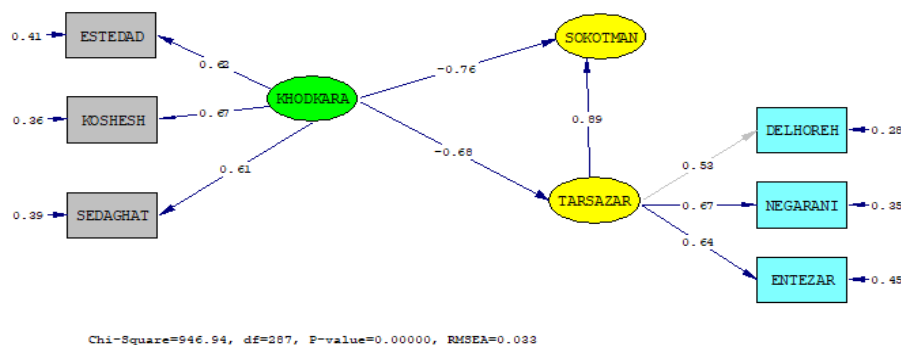 0.41
ESTEDAD
SOKOTMAN
0.62
-0.76
KHODKARA
0.36
KOSHESH
0.67
0.89
DELHOREH
0.28
-0.68
0.53
0.61
0.39
SEDAGHAT
TARSAZAR
0.67
NEGARANI
0.35
0.64
ENTEZAR
0.45
Chi-Square=946.94, df=287, P-value=0.00000, RMSEA=0.033